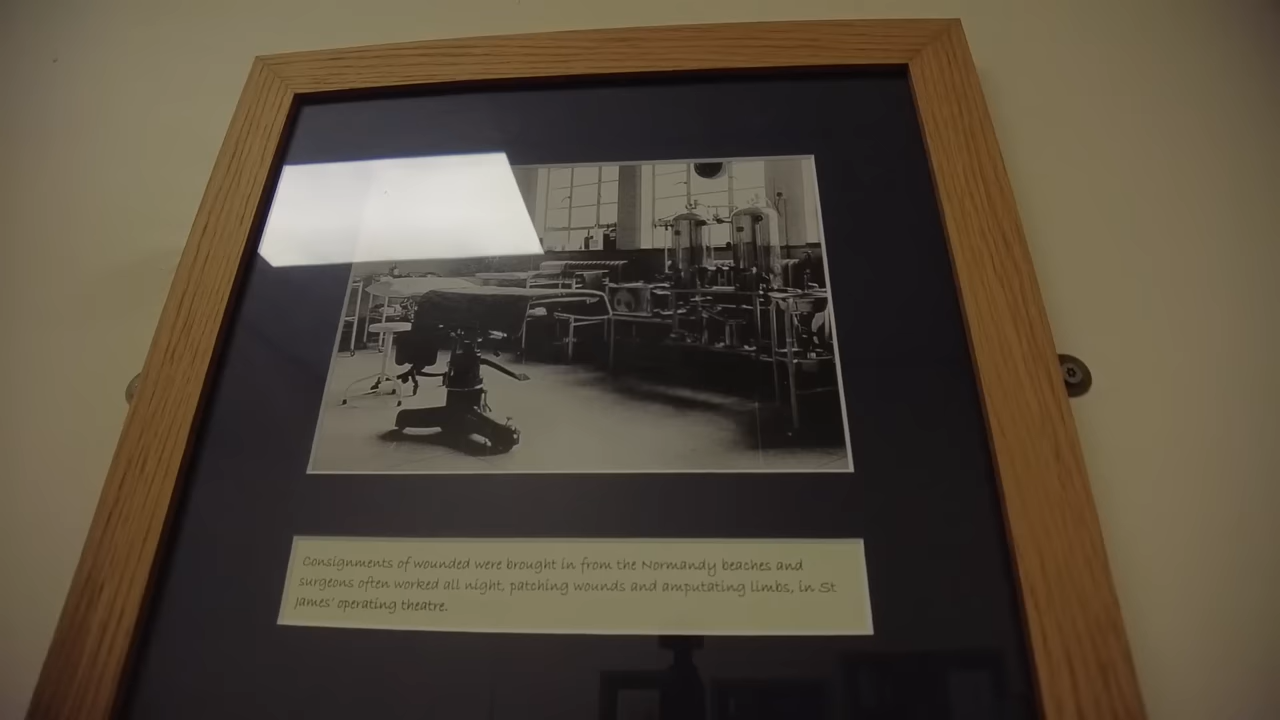 Consignments of wounded were brought in from the Normandy beaches and
surgeons often worked all night, patching wounds and amputating limbs, in St
James' operating theatre.